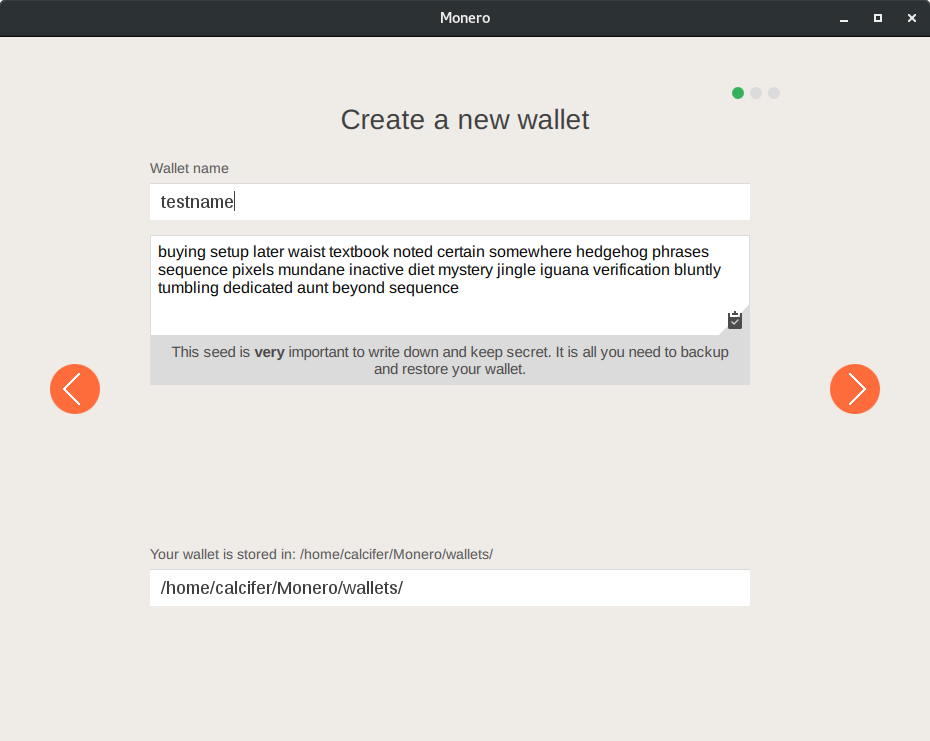 Monero
Create a new wallet
Wallet name
testname
buying setup later waist textbook noted certain somewhere hedgehog phrases
sequence pixels mundane inactive diet mystery jingle iguana verification bluntly
tumbling dedicated aunt beyond sequence
This seed is very important to write down and keep secret. It is all you need to backup
and restore your wallet.
Your wallet is stored in: /home/calcifer/Monero/wallets/
/home/calcifer/Monero/wallets/